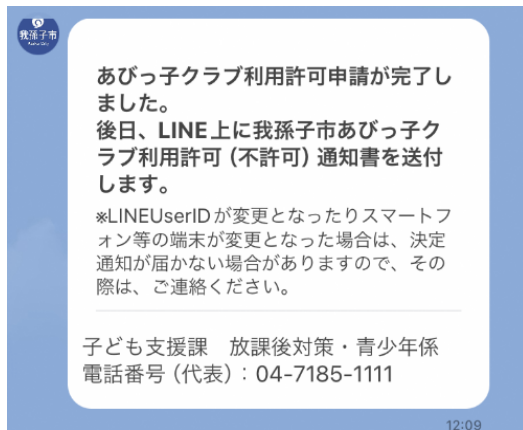 我孫子市
あびっ子クラブ利用許可申請が完了し
ました。
後日、LINE上に我孫子市あびっ子ク
ラブ利用許可（不許可）通知書を送付
します。
※LINEUserIDが変更となったりスマートフ
ォン等の端末が変更となった場合は、決定
通知が届かない場合がありますので、その
際は、ご連絡ください。
子ども支援課　放課後対策・青少年係
電話番号（代表）：04-7185-1111
12:09